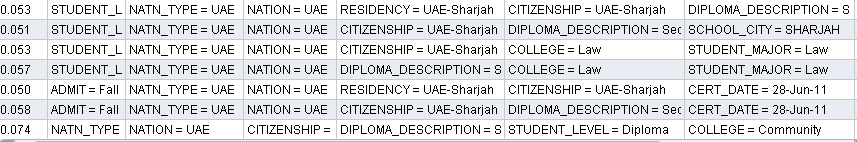 0.053 STUDENT_L NATN_TYPE = UAE NATION = UAE RESIDENCY = UAE-Sharjah CITIZENSHIP = UAE-Sharjah DIPLOMA_DESCRIPTION = S
0.051 STUDENT_L NATN_TYPE = UAE NATION = UAE CITIZENSHIP = UAE-Sharjah DIPLOMA_DESCRIPTION = Sec SCHOOL_CITY = SHARJAH
0.053 STUDENT_L NATN_TYPE = UAE NATION = UAE CITIZENSHIP = UAE-Sharjah COLLEGE = Law STUDENT_MAJOR = Law
0.057 STUDENT_L NATN_TYPE = UAE NATION = UAE DIPLOMA_DESCRIPTION = S COLLEGE = Law STUDENT_MAJOR = Law
0.050 ADMIT = Fall NATN_TYPE = UAE NATION = UAE RESIDENCY = UAE-Sharjah CITIZENSHIP = UAE-Sharjah CERT_DATE = 28-Jun-11
0.058 ADMIT = Fall NATN_TYPE = UAE NATION = UAE CITIZENSHIP = UAE-Sharjah DIPLOMA_DESCRIPTION = Sec CERT_DATE = 28-Jun-11
0.074 NATN_TYPE NATION = UAE CITIZENSHIP = DIPLOMA_DESCRIPTION = S STUDENT_LEVEL = Diploma COLLEGE = Community